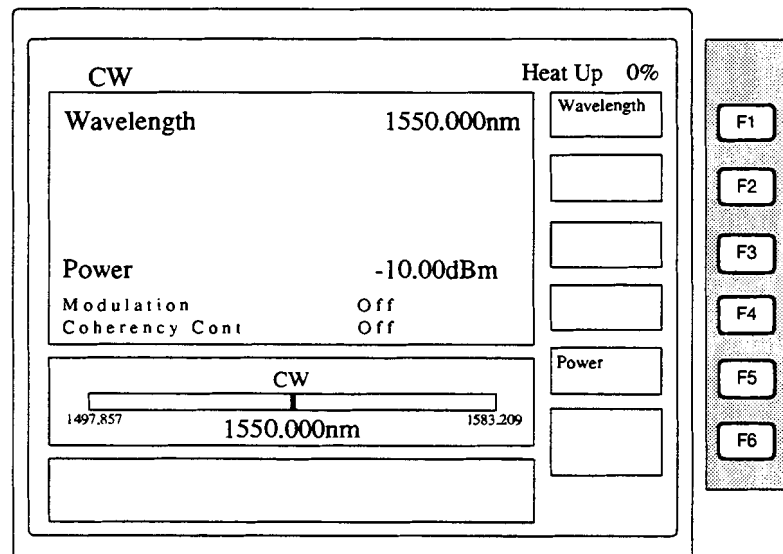 CW
Heat Up 0%
Wavelength 1550.000nm
Wavelength
F1
F2
F3
Power -10.00dBm
Modulation Off
Coherency Cont Off
F4
Power
F5
CW
1497.857 1583.209
1550.000nm
F6